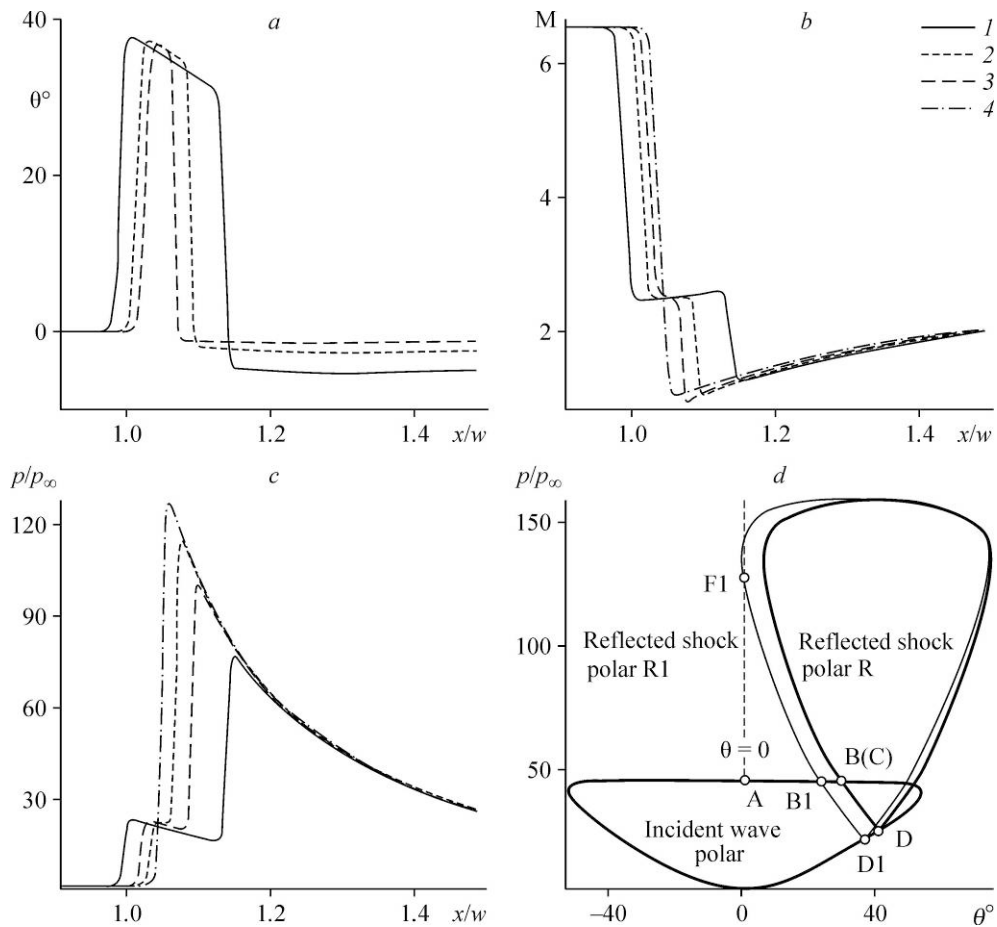 a
40
θ°
20
0
1.0
1.2
1.4
x/w
b
M
6
4
2
1
2
3
4
1.0
1.2
1.4
x/w
c
p/p∞
120
90
60
30
1.0
1.2
1.4
x/w
d
p/p∞
150
100
50
0
F1
Reflected shock
polar R1
Reflected shock
polar R
θ = 0
B(C)
A
B1
Incident wave
polar
D
D1
–40
0
40
θ°